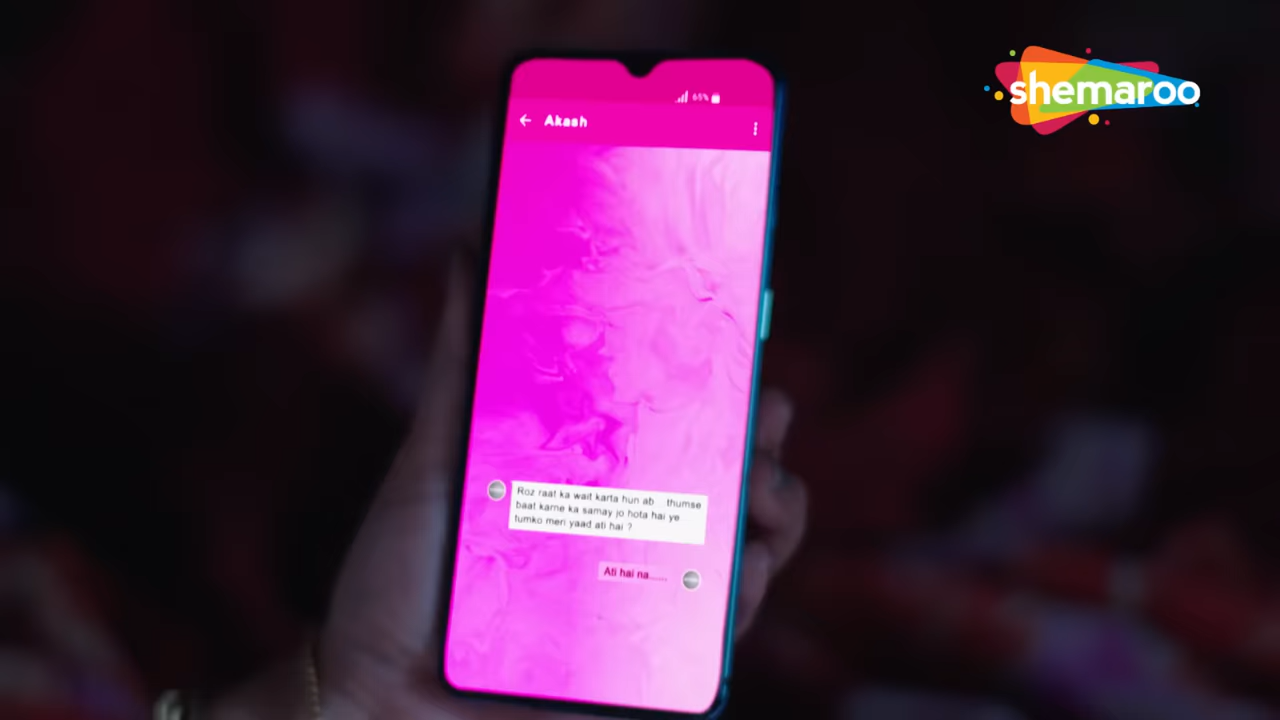 shemaroo
65%
Akash
Roz raat ka wait karta hun ab thumse
baat karne ka samay jo hota hai ye
tumko meri yaad ati hai ?
Ati hai na......